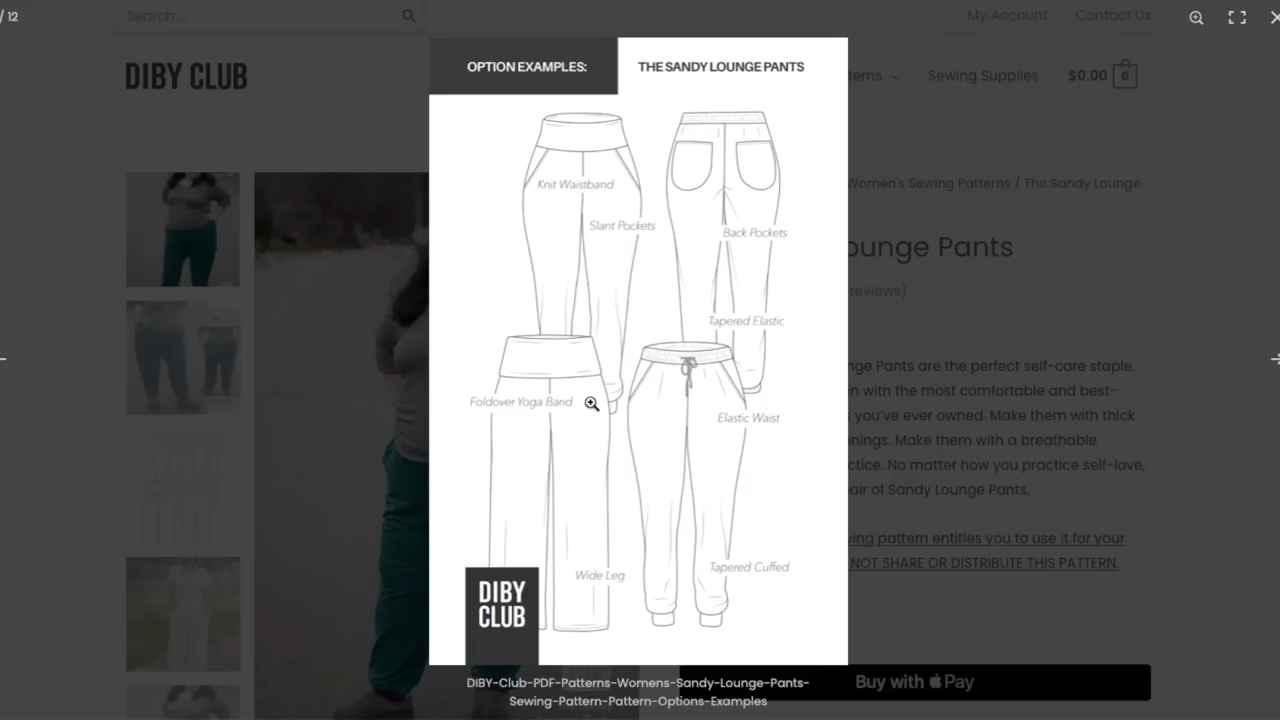 / 12
Search ...
My Account
Contact Us
DIBY CLUB
terns
Sewing Supplies
$0.00
0
OPTION EXAMPLES:
THE SANDY LOUNGE PANTS
Knit Waistband
Slant Pockets
Back Pockets
Tapered Elastic
Foldover Yoga Band
Elastic Waist
Wide Leg
Tapered Cuffed
DIBY
CLUB
Women's Sewing Patterns / The Sandy Lounge
ounge Pants
reviews)
nge Pants are the perfect self-care staple.
en with the most comfortable and best-
s you've ever owned. Make them with thick
enings. Make them with a breathable
ctice. No matter how you practice self-love,
air of Sandy Lounge Pants.
wing pattern entitles you to use it for your
NOT SHARE OR DISTRIBUTE THIS PATTERN.
Buy with Pay
DIBY-Club-PDF-Patterns-Womens-Sandy-Lounge-Pants-
Sewing-Pattern-Pattern-Options-Examples